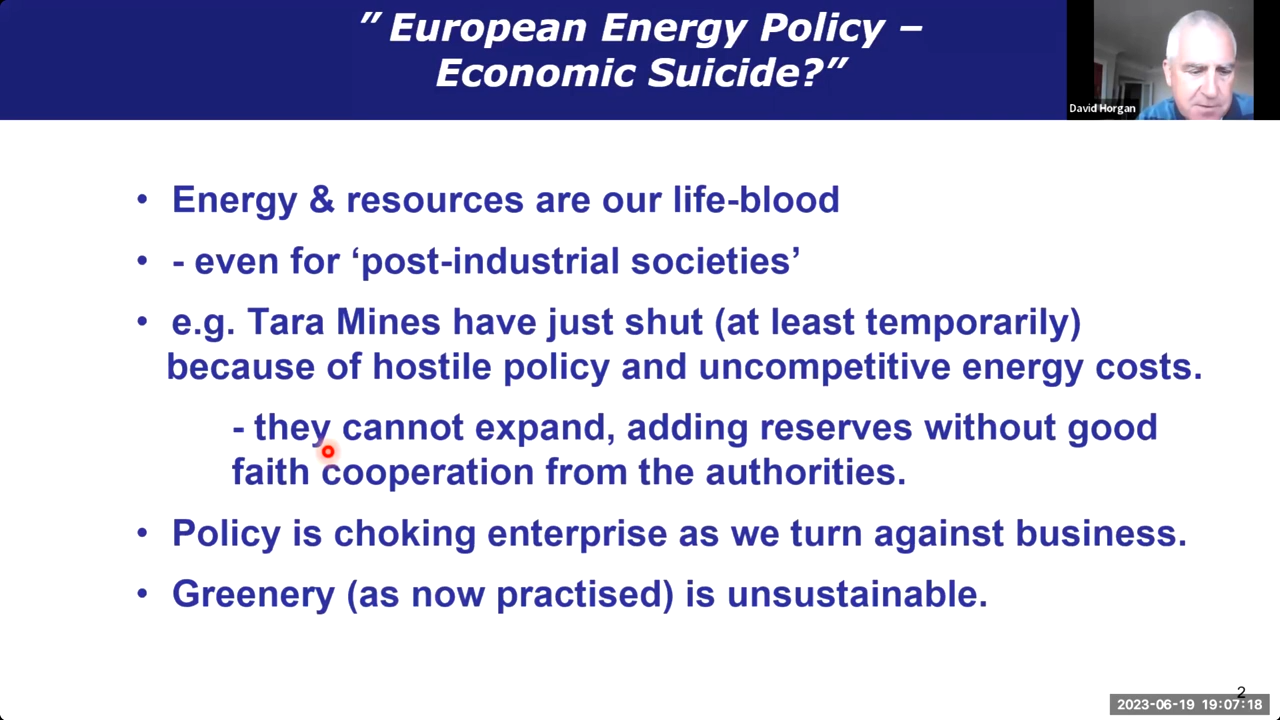 ” European Energy Policy –
Economic Suicide?”
David Horgan
• Energy & resources are our life-blood
• - even for ‘post-industrial societies’
• e.g. Tara Mines have just shut (at least temporarily)
because of hostile policy and uncompetitive energy costs.
- they cannot expand, adding reserves without good
faith cooperation from the authorities.
• Policy is choking enterprise as we turn against business.
• Greenery (as now practised) is unsustainable.
2
2023-06-19 19:07:18